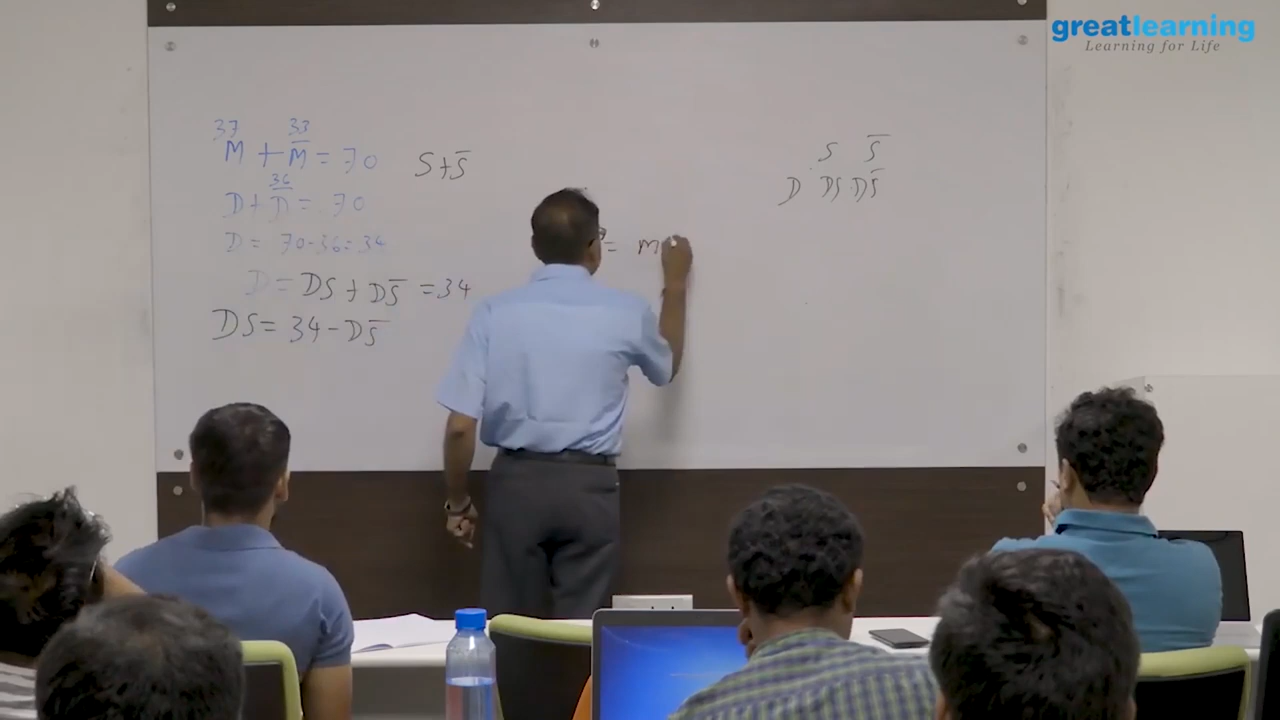 greatlearning
Learning for Life
37 33
M + M̅ = 70
S + S̅
36
D + D̅ = 70
D = 70-36 = 34
D = DS + DS̅ = 34
DS = 34 - DS̅
= M
S S̅
D DS DS̅